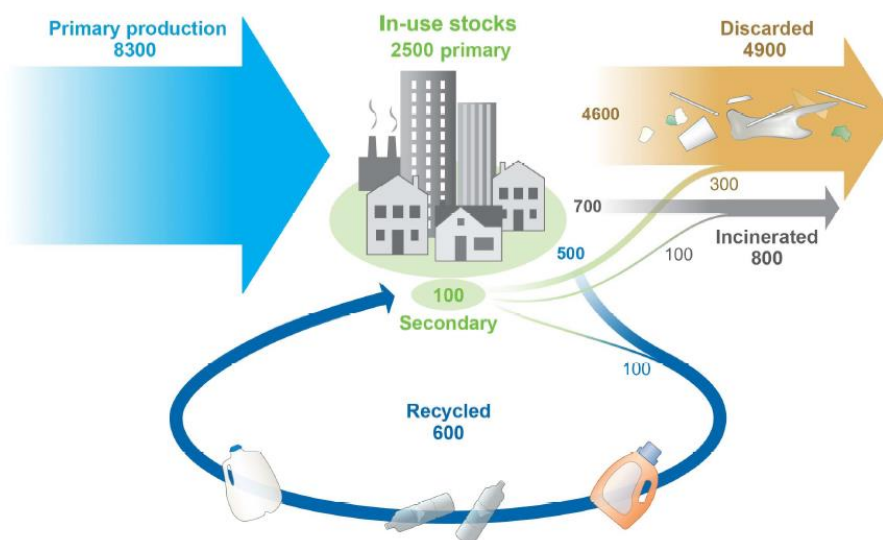 Primary production
8300
In-use stocks
2500 primary
Discarded
4900
4600
300
700
Incinerated
800
500
100
100
Secondary
100
Recycled
600